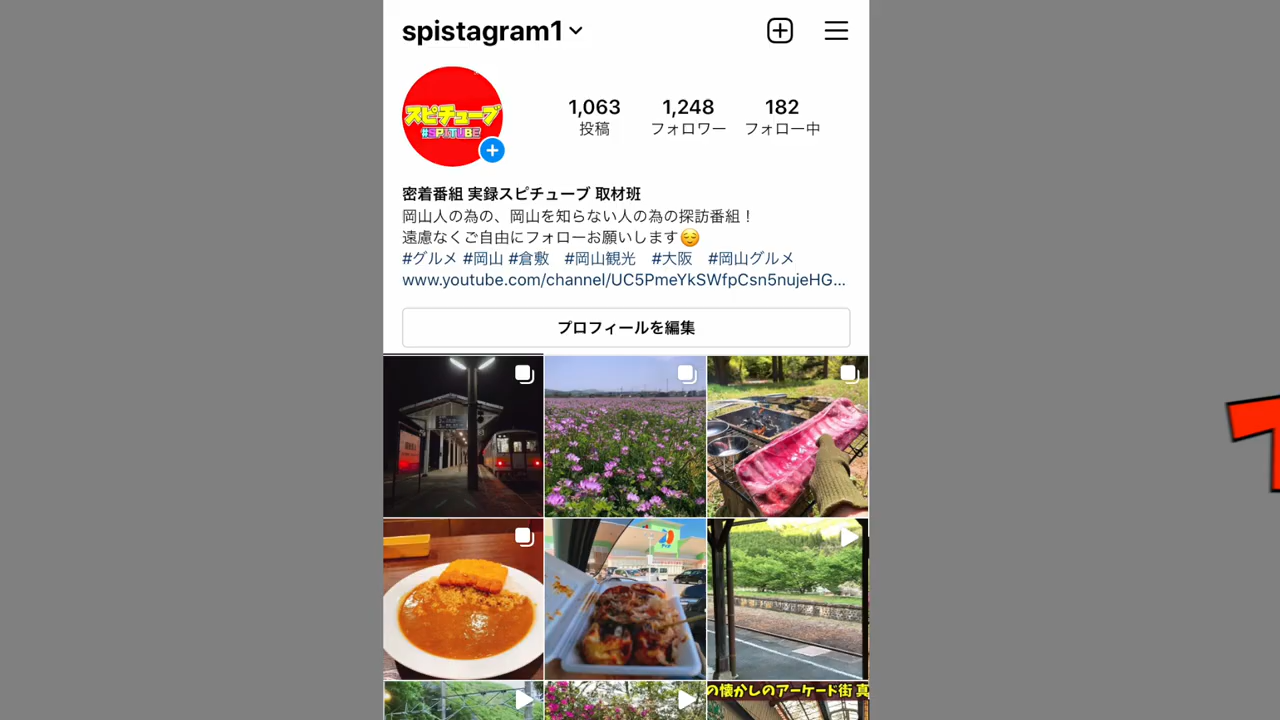 spistagram1
スピチューブ
#SPITUBE
1,063
投稿
1,248
フォロワー
182
フォロー中
密着番組 実録スピチューブ 取材班
岡山人の為の、岡山を知らない人の為の探訪番組！
遠慮なくご自由にフォローお願いします😌
#グルメ #岡山 #倉敷　#岡山観光　#大阪　#岡山グルメ
www.youtube.com/channel/UC5PmeYkSWfpCsn5nujeHG...
プロフィールを編集
の懐かしのアーケード街 真